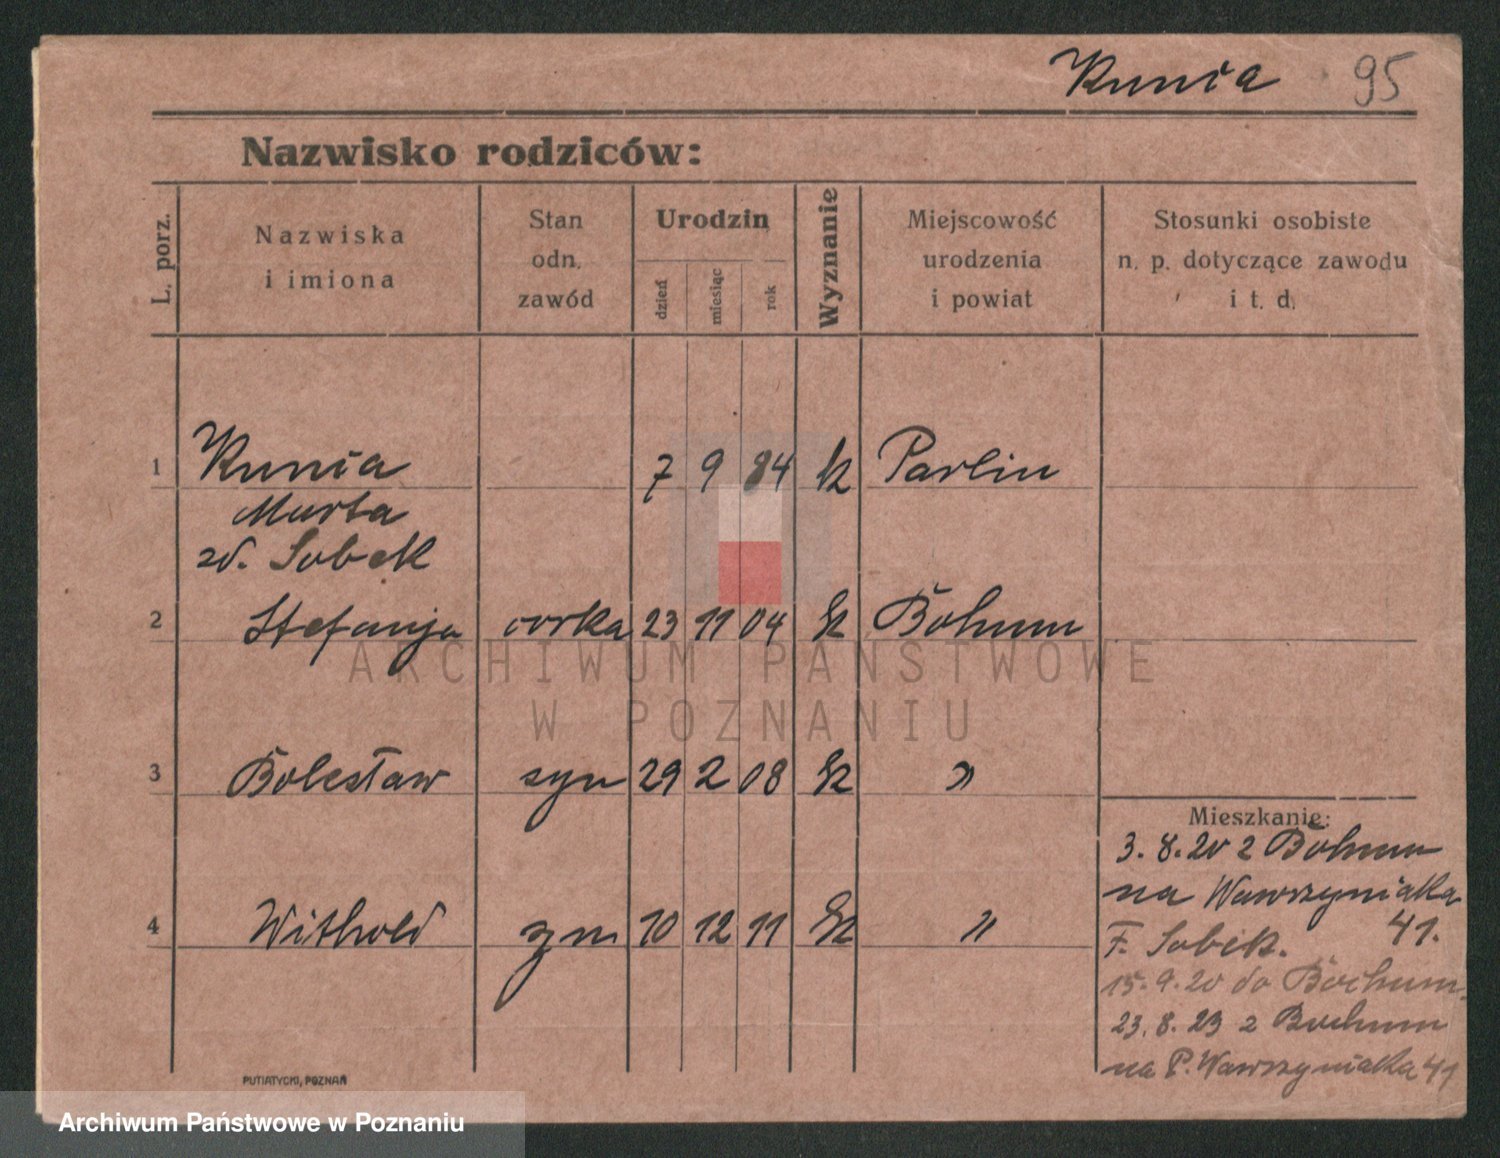 Kunia 95
Nazwisko rodziców:
L. porz.
Nazwiska
i imiona
Stan
odn.
zawód
Urodzin
dzień
miesiąc
rok
Wyznanie
Miejscowość
urodzenia
i powiat
Stosunki osobiste
n. p. dotyczące zawodu
i t. d.
1 Kunia 7 9 84 k Parlin
Marta
zd. Sobek
2 Stefanja córka 23 11 04 k Bohum
ARCHIWUM PAŃSTWOWE
W POZNANIU
3 Bolesław syn 29 2 08 k "
4 Withold syn 10 12 11 k "
Mieszkanie:
3.8.20 z Bohum
na Wawrzyniaka
41.
F. Sobek.
15.9.20 do Bochum.
23.8.23 z Bochum
na P. Wawrzyniaka 41
PUTIATYCKI, POZNAŃ
Archiwum Państwowe w Poznaniu